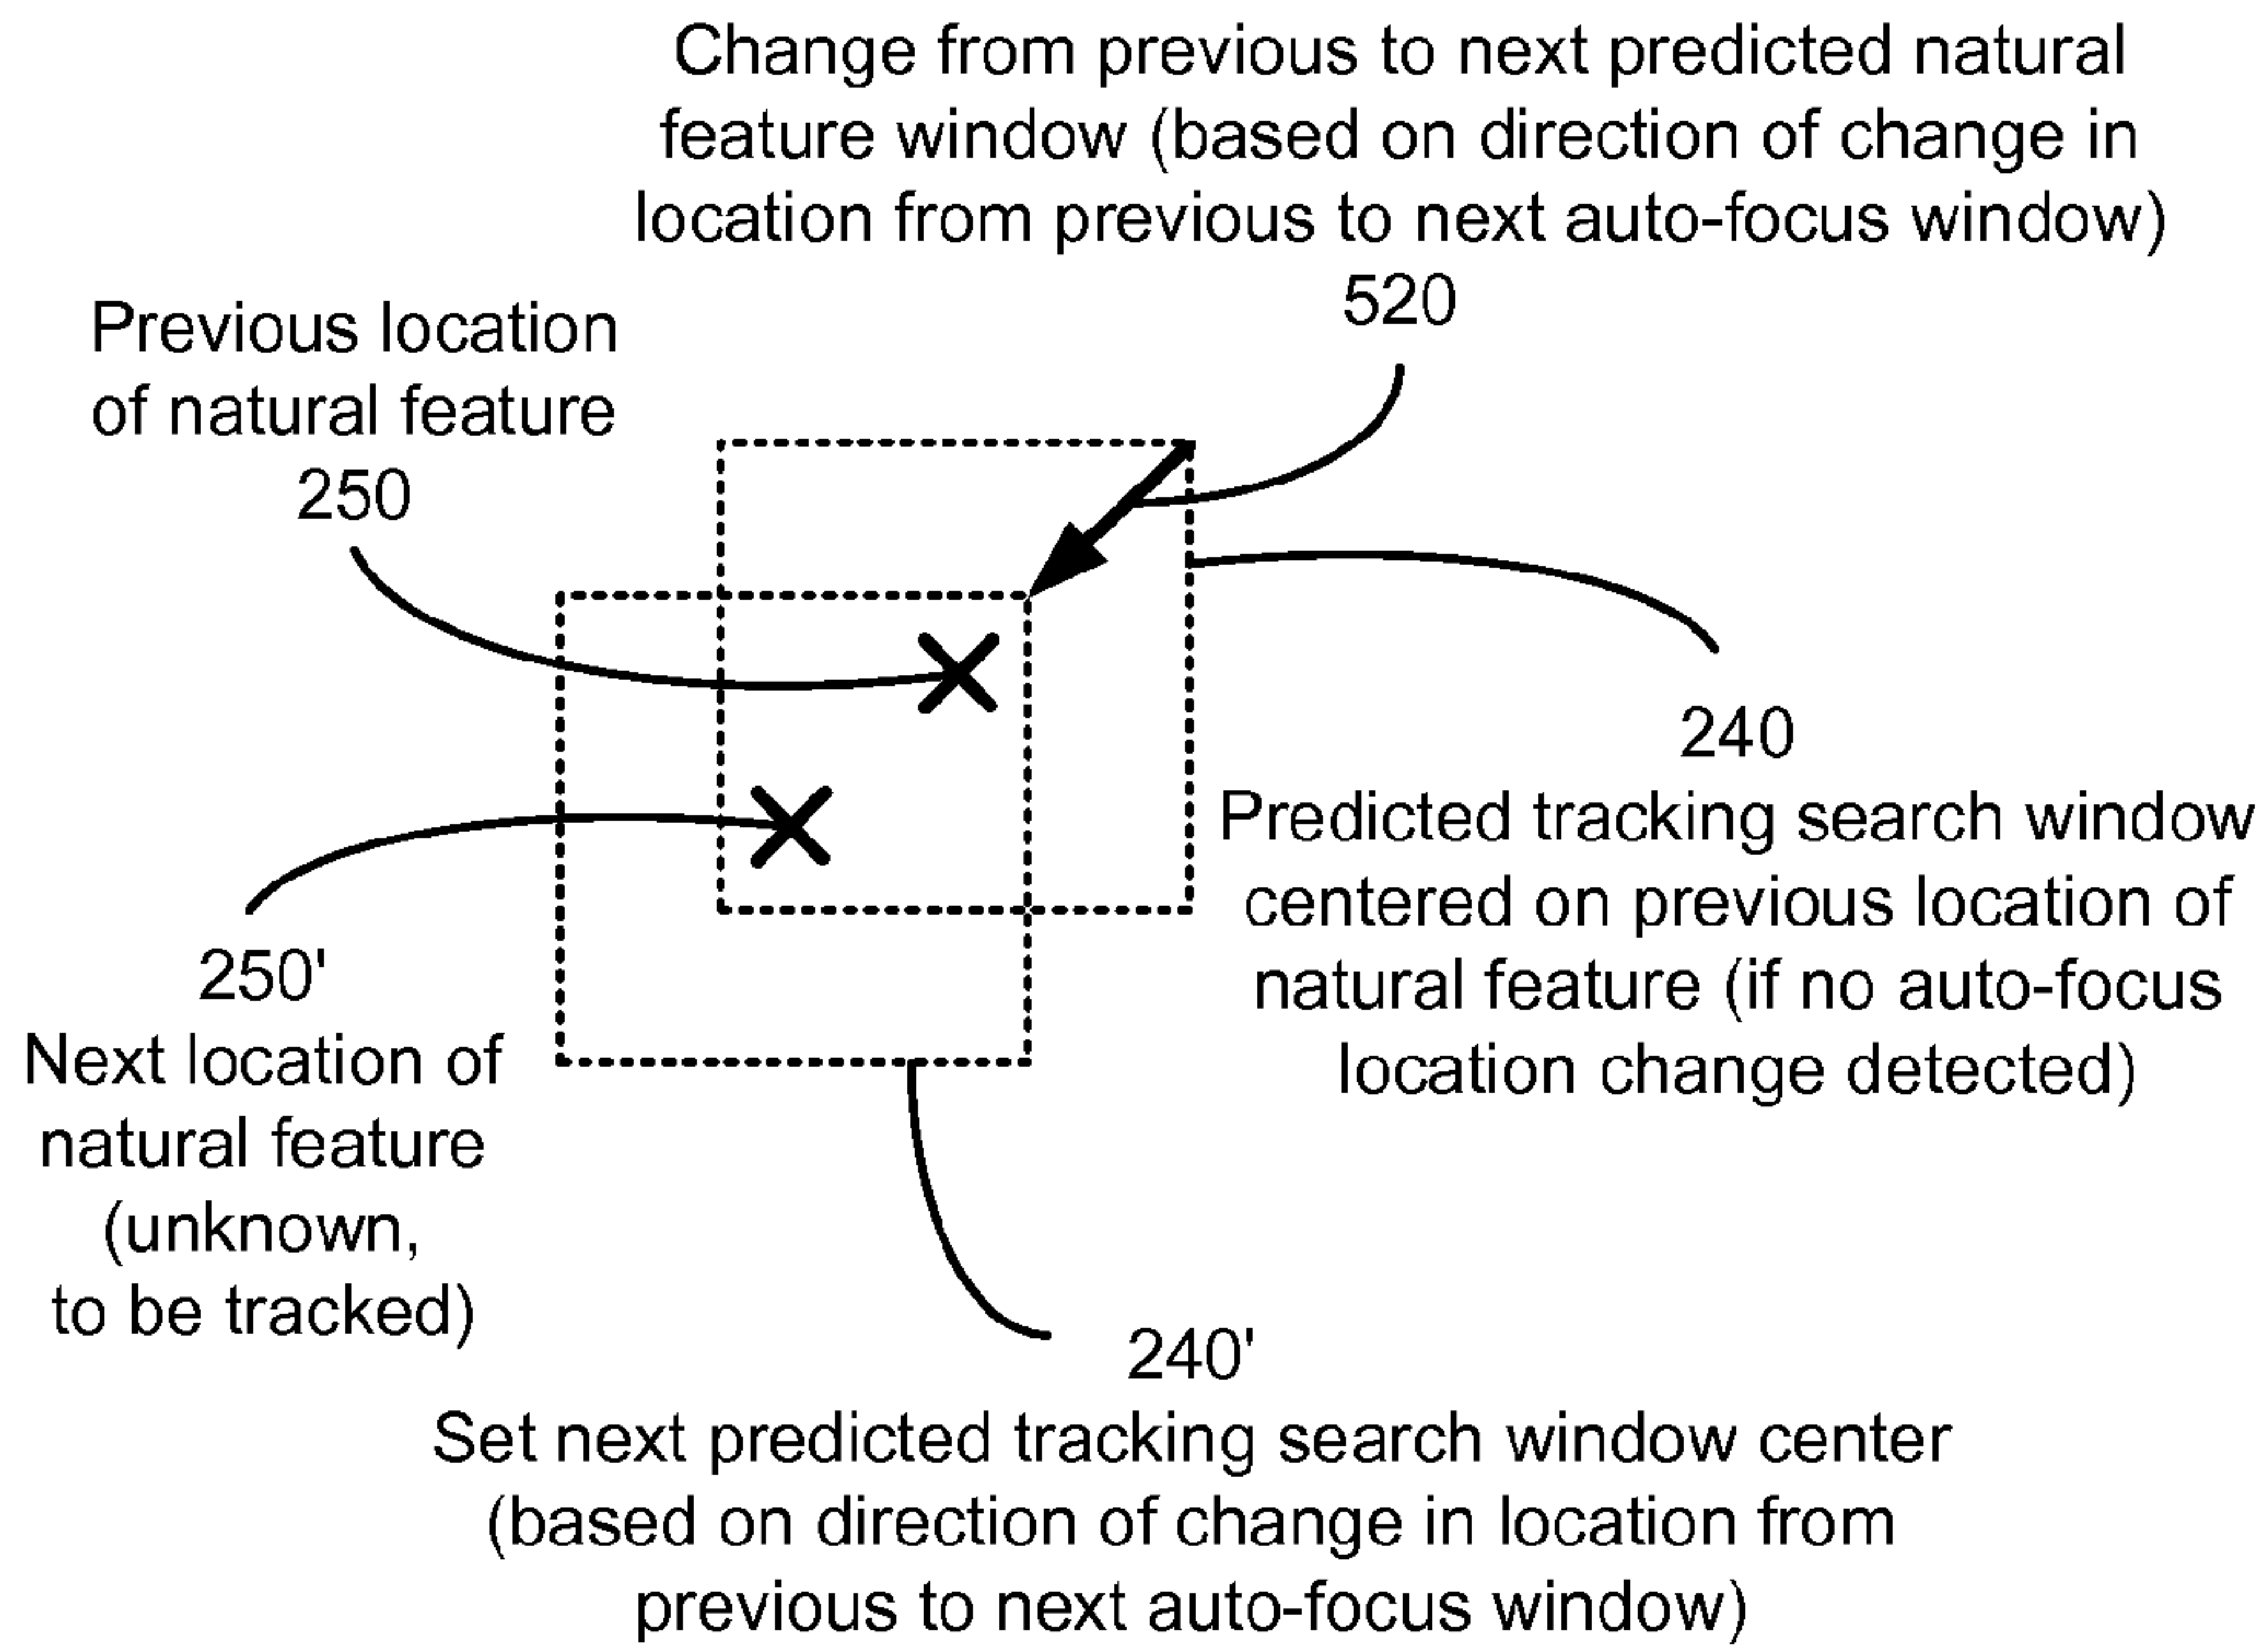 Change from previous to next predicted natural
feature window (based on direction of change in
location from previous to next auto-focus window)
520
Previous location
of natural feature
250
240
Predicted tracking search window
centered on previous location of
natural feature (if no auto-focus
location change detected)
250'
Next location of
natural feature
(unknown,
to be tracked)
240'
Set next predicted tracking search window center
(based on direction of change in location from
previous to next auto-focus window)